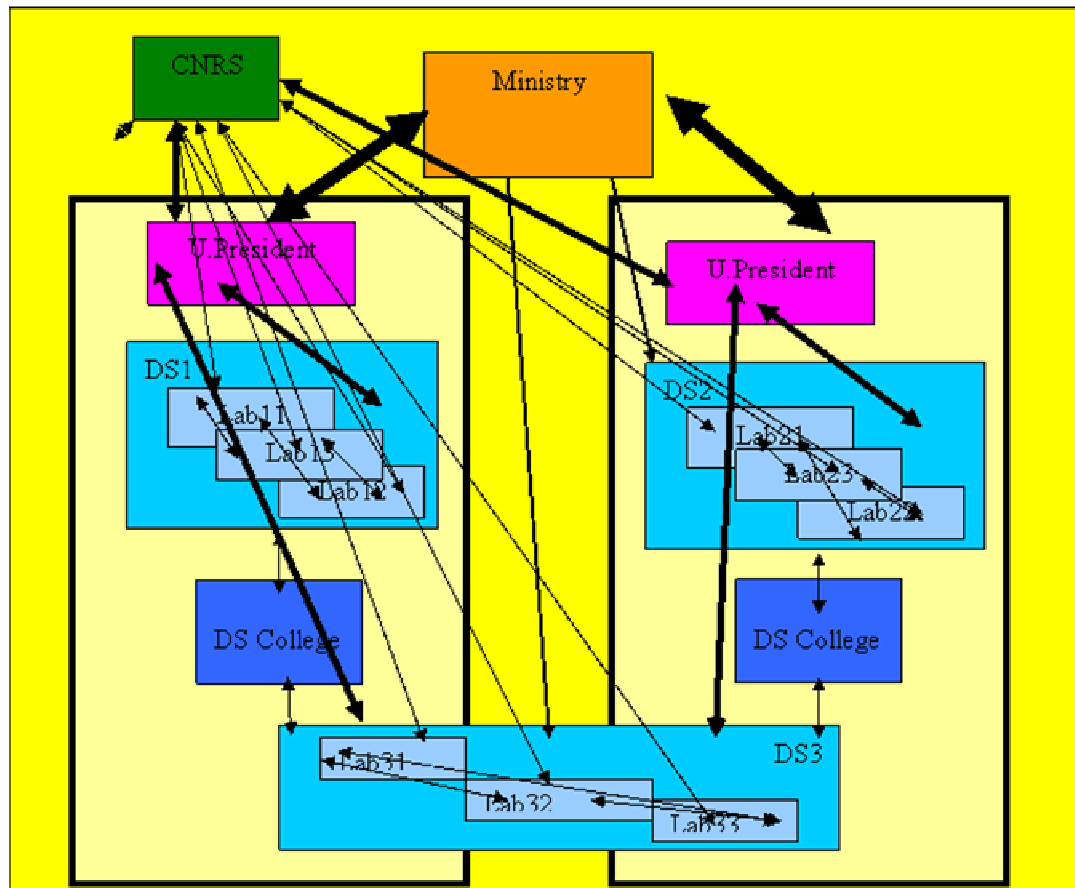 CNRS
Ministry
U.President
U.President
DS1
DS2
Lab11
Lab13
Lab12
Lab21
Lab23
Lab22
DS College
DS College
DS3
Lab31
Lab32
Lab33